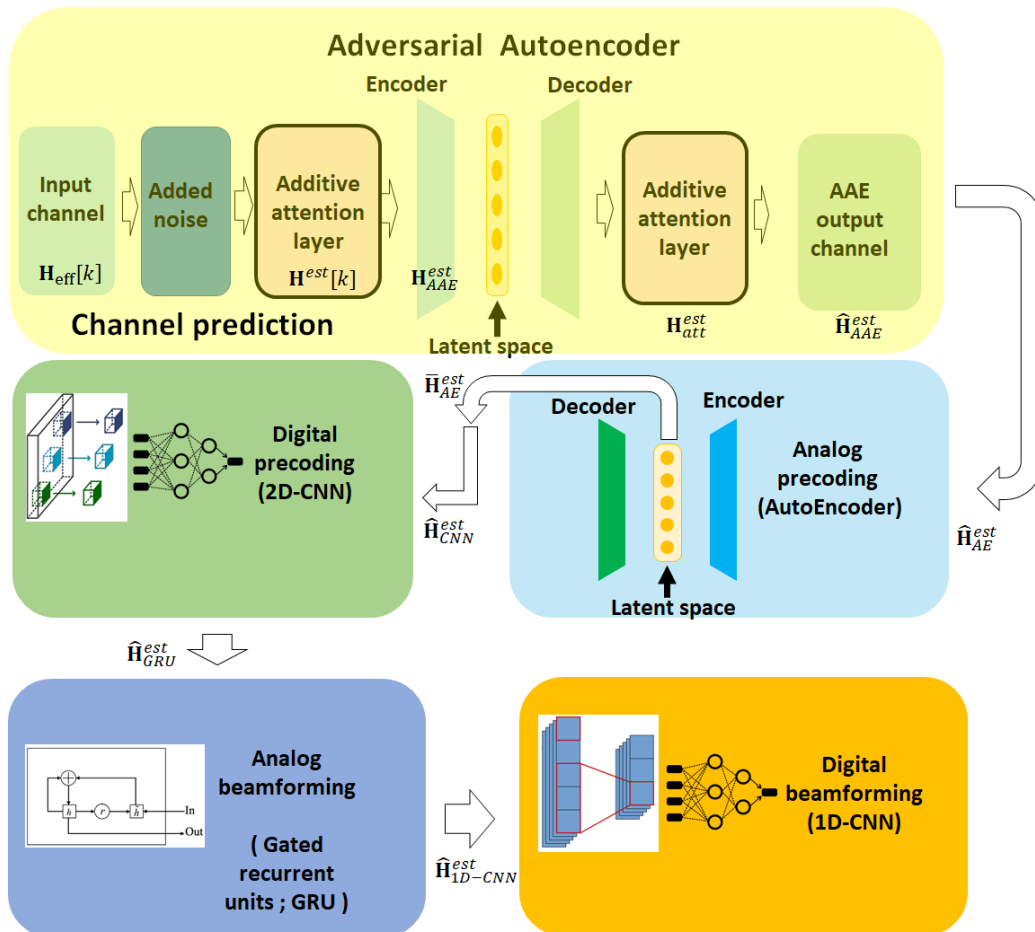 Adversarial Autoencoder
Encoder
Decoder
Input
channel
H_eff[k]
Added
noise
Additive
attention
layer
H^est[k]
H^est_AAE
Latent space
Additive
attention
layer
H^est_att
AAE
output
channel
Ĥ^est_AAE
Channel prediction
Digital
precoding
(2D-CNN)
H̄^est_AE
Ĥ^est_CNN
Decoder
Encoder
Latent space
Analog
precoding
(AutoEncoder)
Ĥ^est_AE
Ĥ^est_GRU
h
r
h̃
In
Out
Analog
beamforming
( Gated
recurrent
units ; GRU )
Ĥ^est_1D−CNN
Digital
beamforming
(1D-CNN)